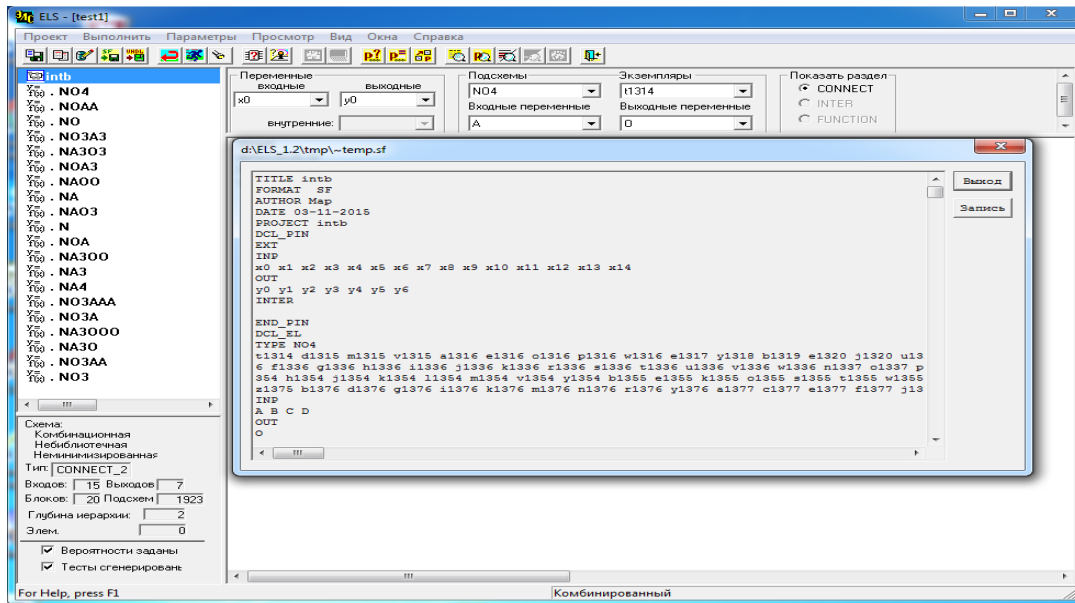 ELS - [test1]
Проект Выполнить Параметры Просмотр Вид Окна Справка
intb
NO4
NOAA
NO
NO3A3
NA3O3
NOA3
NAOO
NA
NAO3
N
NOA
NA3OO
NA3
NA4
NO3AAA
NO3A
NA3OOO
NA3O
NO3AA
NO3
Схема:
Комбинационная
Небиблиотечная
Неминимизированная
Тип: CONNECT_2
Входов: 15 Выходов 7
Блоков: 20 Подсхем 1923
Глубина иерархии: 2
Элем. 0
Вероятности заданы
Тесты сгенерированы
Переменные
входные выходные
x0 y0
внутренние:
Подсхемы Экземпляры
NO4 t1314
Входные переменные Выходные переменные
A O
Показать раздел
CONNECT
INTER
FUNCTION
d:\ELS_1.2\tmp\~temp.sf
TITLE intb
FORMAT SF
AUTHOR Map
DATE 03-11-2015
PROJECT intb
DCL_PIN
EXT
INP
x0 x1 x2 x3 x4 x5 x6 x7 x8 x9 x10 x11 x12 x13 x14
OUT
y0 y1 y2 y3 y4 y5 y6
INTER
END_PIN
DCL_EL
TYPE NO4
t1314 d1315 m1315 v1315 a1316 e1316 o1316 p1316 w1316 e1317 y1318 b1319 e1320 j1320 u13
6 f1336 g1336 h1336 i1336 j1336 k1336 r1336 s1336 t1336 u1336 v1336 w1336 n1337 o1337 p
354 h1354 j1354 k1354 l1354 m1354 v1354 y1354 b1355 e1355 k1355 o1355 s1355 t1355 w1355
z1375 b1376 d1376 g1376 i1376 k1376 m1376 n1376 r1376 y1376 a1377 c1377 e1377 f1377 j13
INP
A B C D
OUT
O
Выход
Запись
For Help, press F1
Комбинированный